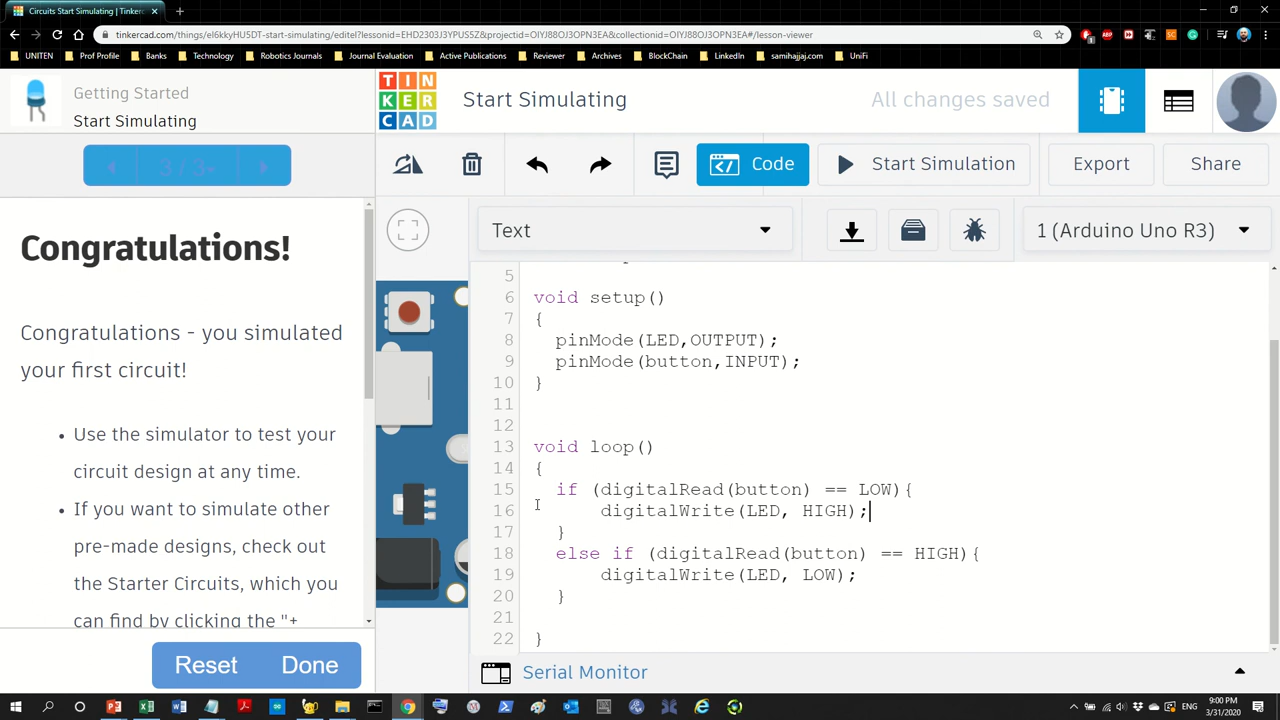 Circuits Start Simulating | Tinker
tinkercad.com/things/el6kkyHU5DT-start-simulating/editel?lessonid=EHD2303J3YPUS5Z&projectid=OIYJ88OJ3OPN3EA&collectionid=OIYJ88OJ3OPN3EA#/lesson-viewer
UNITEN Prof Profile Banks Technology Robotics Journals Journal Evaluation Active Publications Reviewer Archives BlockChain LinkedIn samihajjaj.com UniFi
Getting Started
Start Simulating
3 / 3
TINKERCAD
Start Simulating
All changes saved
Code
Start Simulation
Export
Share
Text
1 (Arduino Uno R3)
Congratulations!
Congratulations - you simulated
your first circuit!
• Use the simulator to test your
circuit design at any time.
• If you want to simulate other
pre-made designs, check out
the Starter Circuits, which you
can find by clicking the "+
Reset
Done
5
6 void setup()
7 {
8 pinMode(LED,OUTPUT);
9 pinMode(button,INPUT);
10 }
11
12
13 void loop()
14 {
15 if (digitalRead(button) == LOW){
16 digitalWrite(LED, HIGH);
17 }
18 else if (digitalRead(button) == HIGH){
19 digitalWrite(LED, LOW);
20 }
21
22 }
Serial Monitor
9:00 PM
3/31/2020